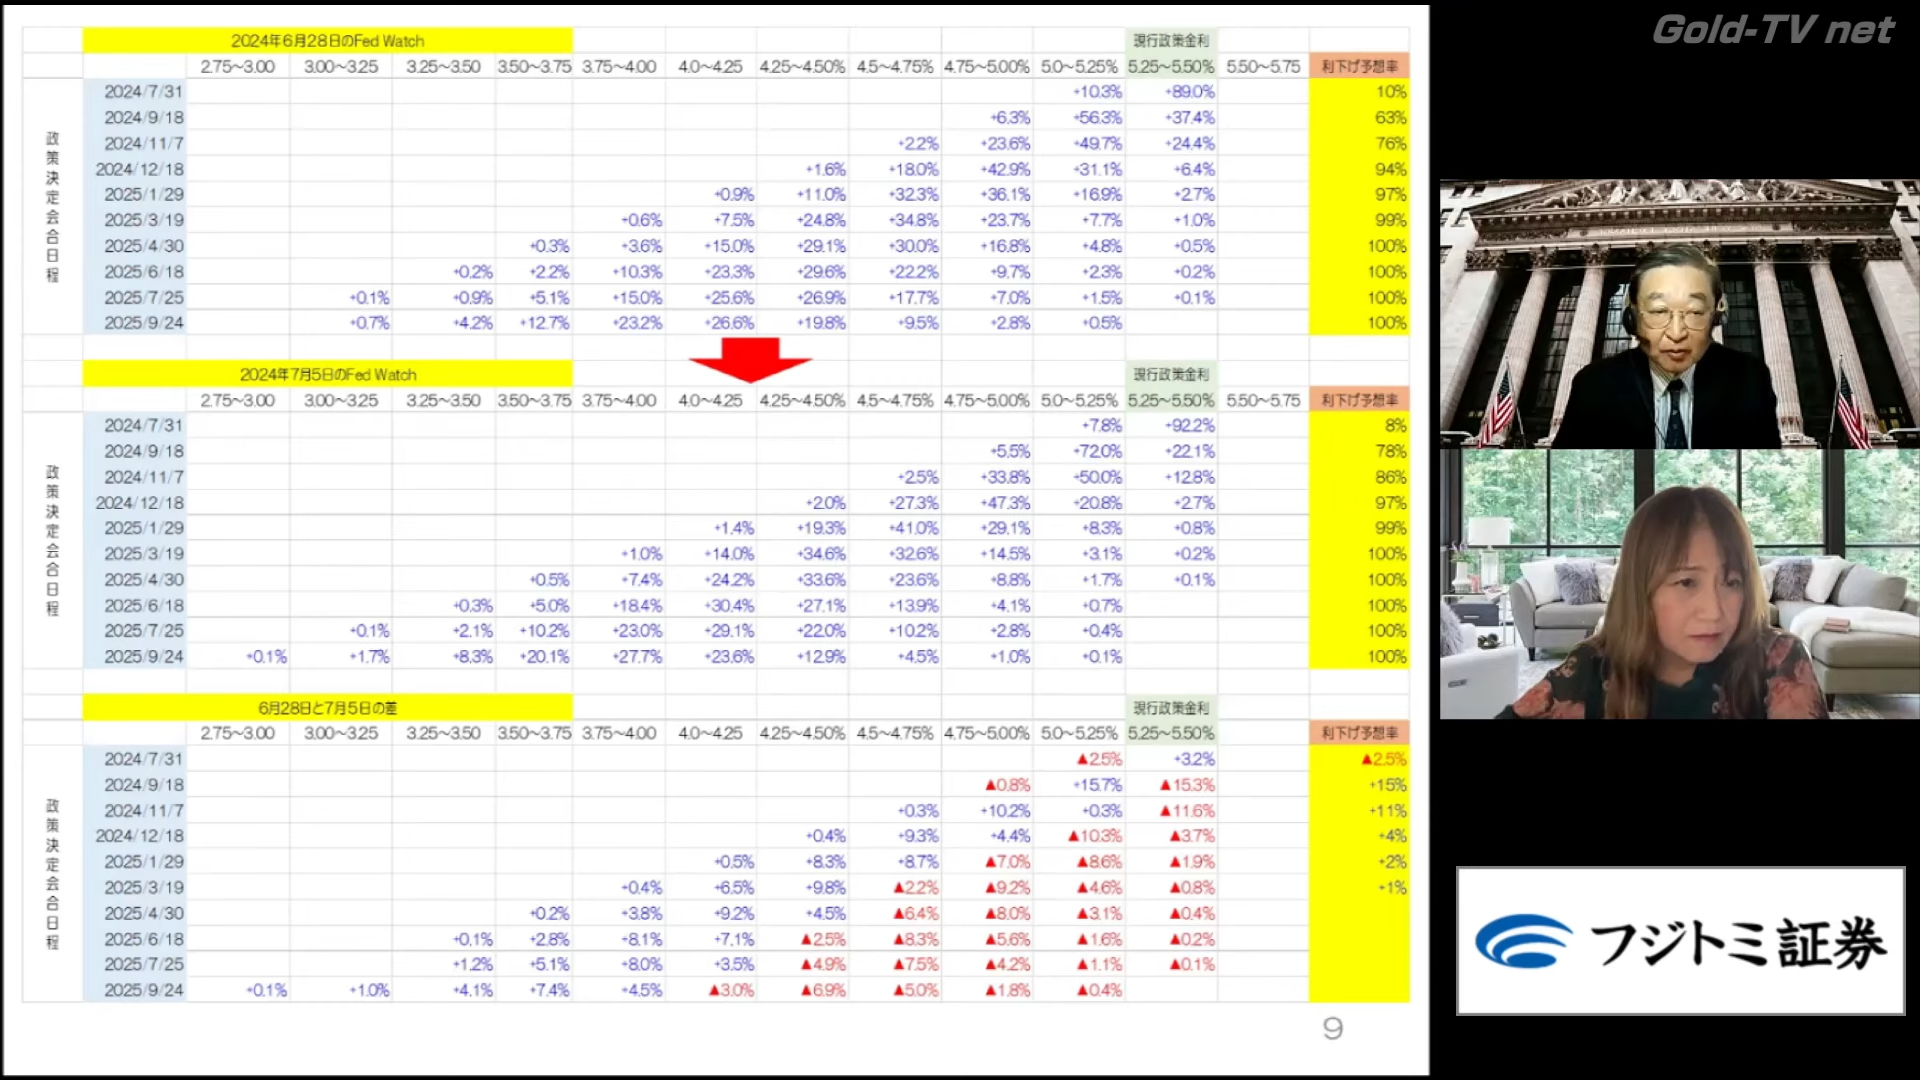 Gold-TV net
2024年6月28日のFed Watch 現行政策金利
2.75～3.00 3.00～3.25 3.25～3.50 3.50～3.75 3.75～4.00 4.0～4.25 4.25～4.50% 4.5～4.75% 4.75～5.00% 5.0～5.25% 5.25～5.50% 5.50～5.75 利下げ予想率
政策決定会合日程
2024/7/31 +10.3% +89.0% 10%
2024/9/18 +6.3% +56.3% +37.4% 63%
2024/11/7 +2.2% +23.6% +49.7% +24.4% 76%
2024/12/18 +1.6% +18.0% +42.9% +31.1% +6.4% 94%
2025/1/29 +0.9% +11.0% +32.3% +36.1% +16.9% +2.7% 97%
2025/3/19 +0.6% +7.5% +24.8% +34.8% +23.7% +7.7% +1.0% 99%
2025/4/30 +0.3% +3.6% +15.0% +29.1% +30.0% +16.8% +4.8% +0.5% 100%
2025/6/18 +0.2% +2.2% +10.3% +23.3% +29.6% +22.2% +9.7% +2.3% +0.2% 100%
2025/7/25 +0.1% +0.9% +5.1% +15.0% +25.6% +26.9% +17.7% +7.0% +1.5% +0.1% 100%
2025/9/24 +0.7% +4.2% +12.7% +23.2% +26.6% +19.8% +9.5% +2.8% +0.5% 100%
2024年7月5日のFed Watch 現行政策金利
2.75～3.00 3.00～3.25 3.25～3.50 3.50～3.75 3.75～4.00 4.0～4.25 4.25～4.50% 4.5～4.75% 4.75～5.00% 5.0～5.25% 5.25～5.50% 5.50～5.75 利下げ予想率
政策決定会合日程
2024/7/31 +7.8% +92.2% 8%
2024/9/18 +5.5% +72.0% +22.1% 78%
2024/11/7 +2.5% +33.8% +50.0% +12.8% 86%
2024/12/18 +2.0% +27.3% +47.3% +20.8% +2.7% 97%
2025/1/29 +1.4% +19.3% +41.0% +29.1% +8.3% +0.8% 99%
2025/3/19 +1.0% +14.0% +34.6% +32.6% +14.5% +3.1% +0.2% 100%
2025/4/30 +0.5% +7.4% +24.2% +33.6% +23.6% +8.8% +1.7% +0.1% 100%
2025/6/18 +0.3% +5.0% +18.4% +30.4% +27.1% +13.9% +4.1% +0.7% 100%
2025/7/25 +0.1% +2.1% +10.2% +23.0% +29.1% +22.0% +10.2% +2.8% +0.4% 100%
2025/9/24 +0.1% +1.7% +8.3% +20.1% +27.7% +23.6% +12.9% +4.5% +1.0% +0.1% 100%
6月28日と7月5日の差 現行政策金利
2.75～3.00 3.00～3.25 3.25～3.50 3.50～3.75 3.75～4.00 4.0～4.25 4.25～4.50% 4.5～4.75% 4.75～5.00% 5.0～5.25% 5.25～5.50% 利下げ予想率
政策決定会合日程
2024/7/31 ▲2.5% +3.2% ▲2.5%
2024/9/18 ▲0.8% +15.7% ▲15.3% +15%
2024/11/7 +0.3% +10.2% +0.3% ▲11.6% +11%
2024/12/18 +0.4% +9.3% +4.4% ▲10.3% ▲3.7% +4%
2025/1/29 +0.5% +8.3% +8.7% ▲7.0% ▲8.6% ▲1.9% +2%
2025/3/19 +0.4% +6.5% +9.8% ▲2.2% ▲9.2% ▲4.6% ▲0.8% +1%
2025/4/30 +0.2% +3.8% +9.2% +4.5% ▲6.4% ▲8.0% ▲3.1% ▲0.4%
2025/6/18 +0.1% +2.8% +8.1% +7.1% ▲2.5% ▲8.3% ▲5.6% ▲1.6% ▲0.2%
2025/7/25 +1.2% +5.1% +8.0% +3.5% ▲4.9% ▲7.5% ▲4.2% ▲1.1% ▲0.1%
2025/9/24 +0.1% +1.0% +4.1% +7.4% +4.5% ▲3.0% ▲6.9% ▲5.0% ▲1.8% ▲0.4%
9
フジトミ証券